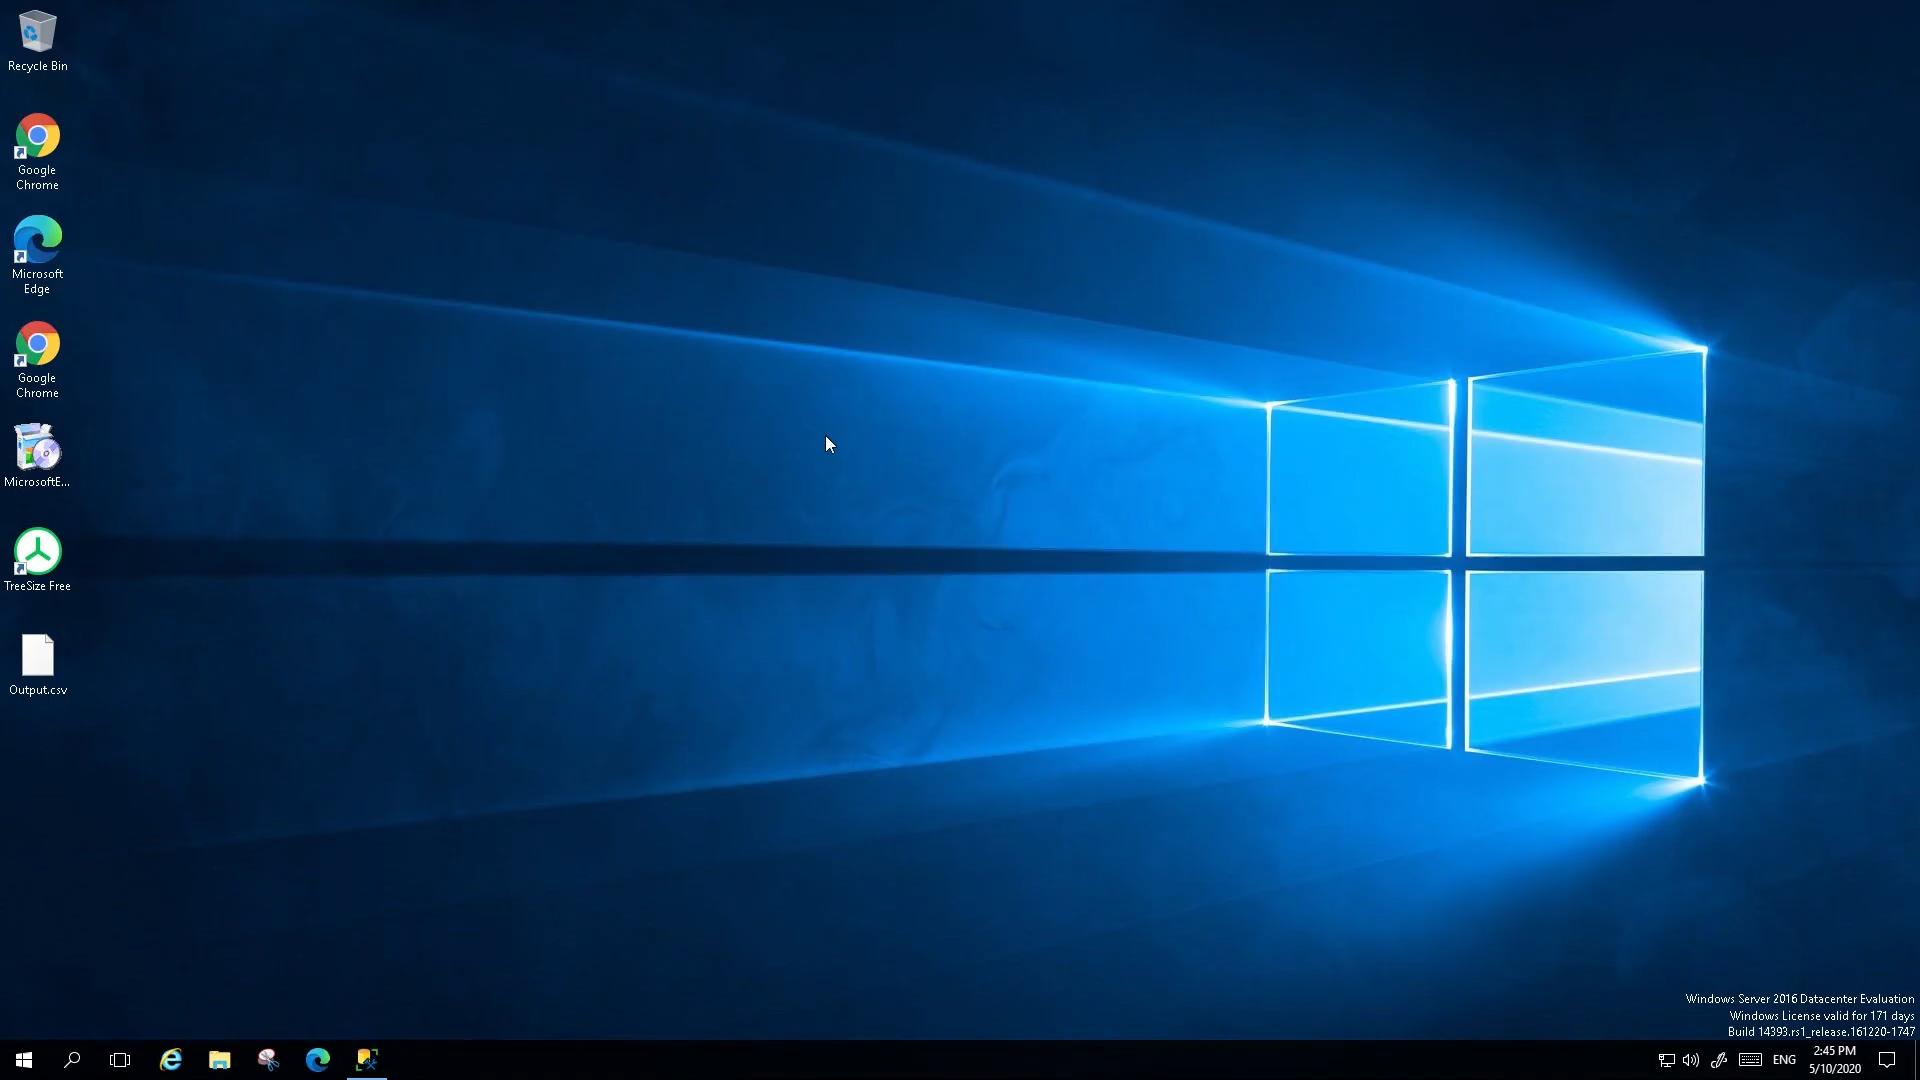 Recycle Bin
Google
Chrome
Microsoft
Edge
Google
Chrome
MicrosoftE...
TreeSize Free
Output.csv
Windows Server 2016 Datacenter Evaluation
Windows License valid for 171 days
Build 14393.rs1_release.161220-1747
ENG
2:45 PM
5/10/2020